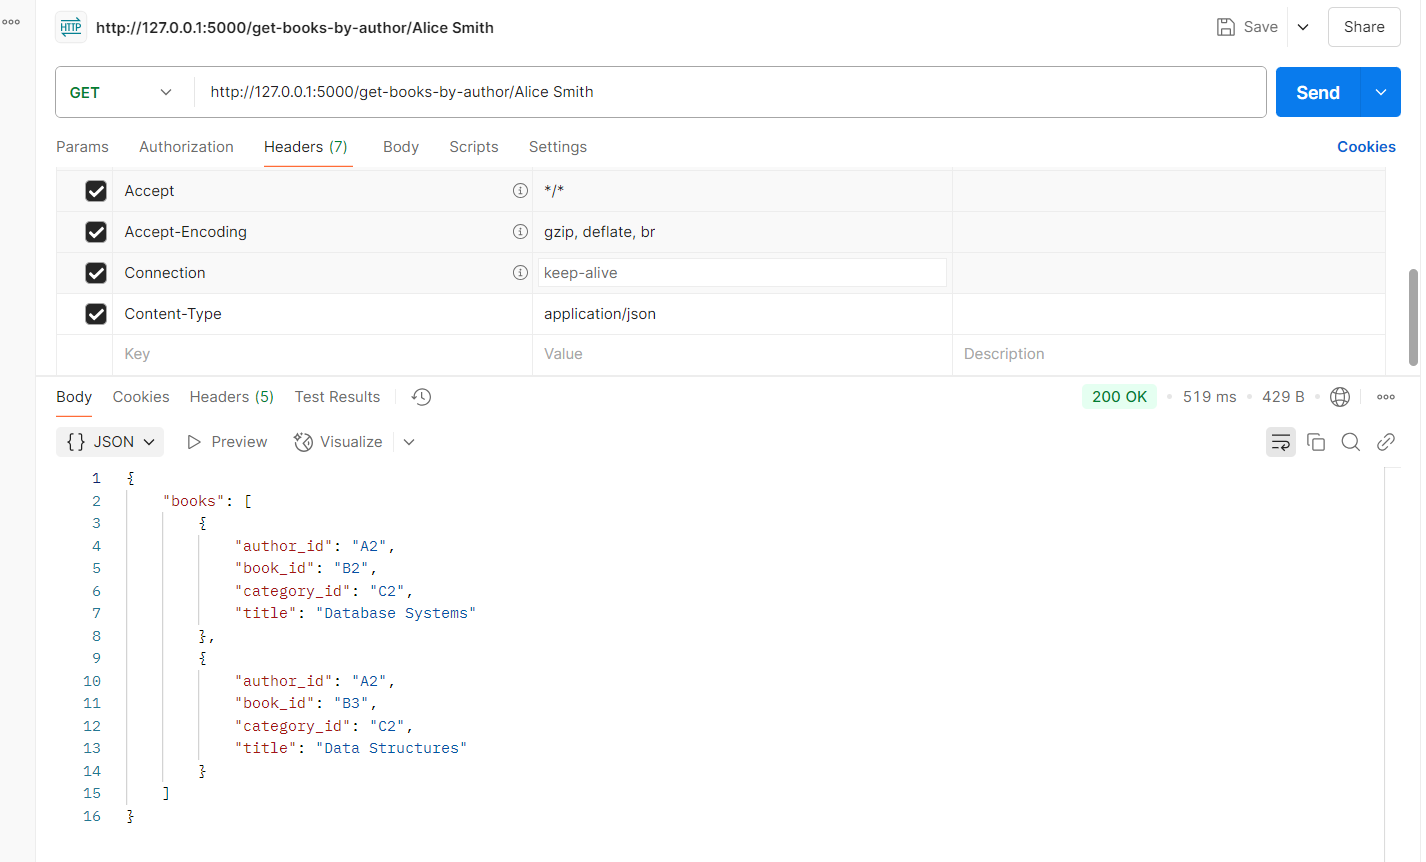 HTTP http://127.0.0.1:5000/get-books-by-author/Alice Smith Save Share
GET http://127.0.0.1:5000/get-books-by-author/Alice Smith Send
Params Authorization Headers (7) Body Scripts Settings Cookies
Accept */*
Accept-Encoding gzip, deflate, br
Connection keep-alive
Content-Type application/json
Key Value Description
Body Cookies Headers (5) Test Results 200 OK 519 ms 429 B
{} JSON Preview Visualize
1 {
2 "books": [
3 {
4 "author_id": "A2",
5 "book_id": "B2",
6 "category_id": "C2",
7 "title": "Database Systems"
8 },
9 {
10 "author_id": "A2",
11 "book_id": "B3",
12 "category_id": "C2",
13 "title": "Data Structures"
14 }
15 ]
16 }